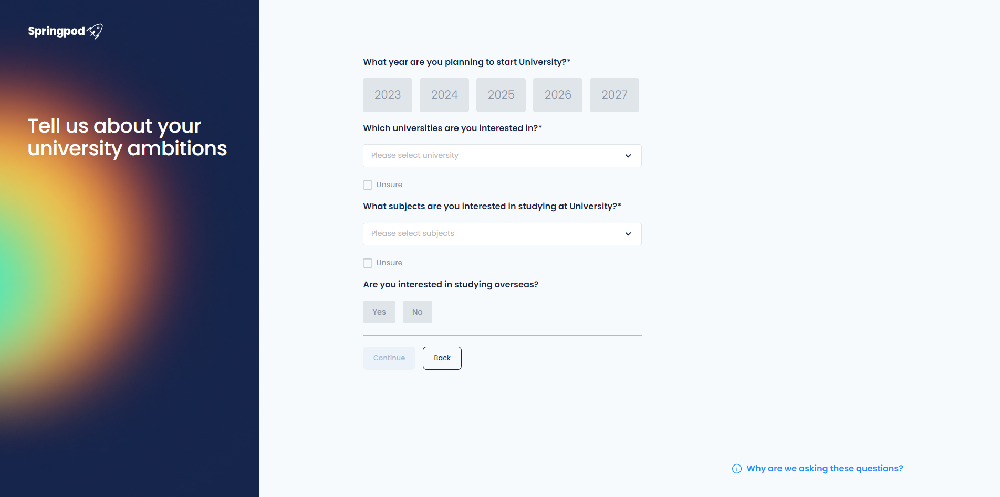 Springpod
Tell us about your
university ambitions
What year are you planning to start University?*
2023 2024 2025 2026 2027
Which universities are you interested in?*
Please select university
Unsure
What subjects are you interested in studying at University?*
Please select subjects
Unsure
Are you interested in studying overseas?
Yes No
Continue Back
Why are we asking these questions?